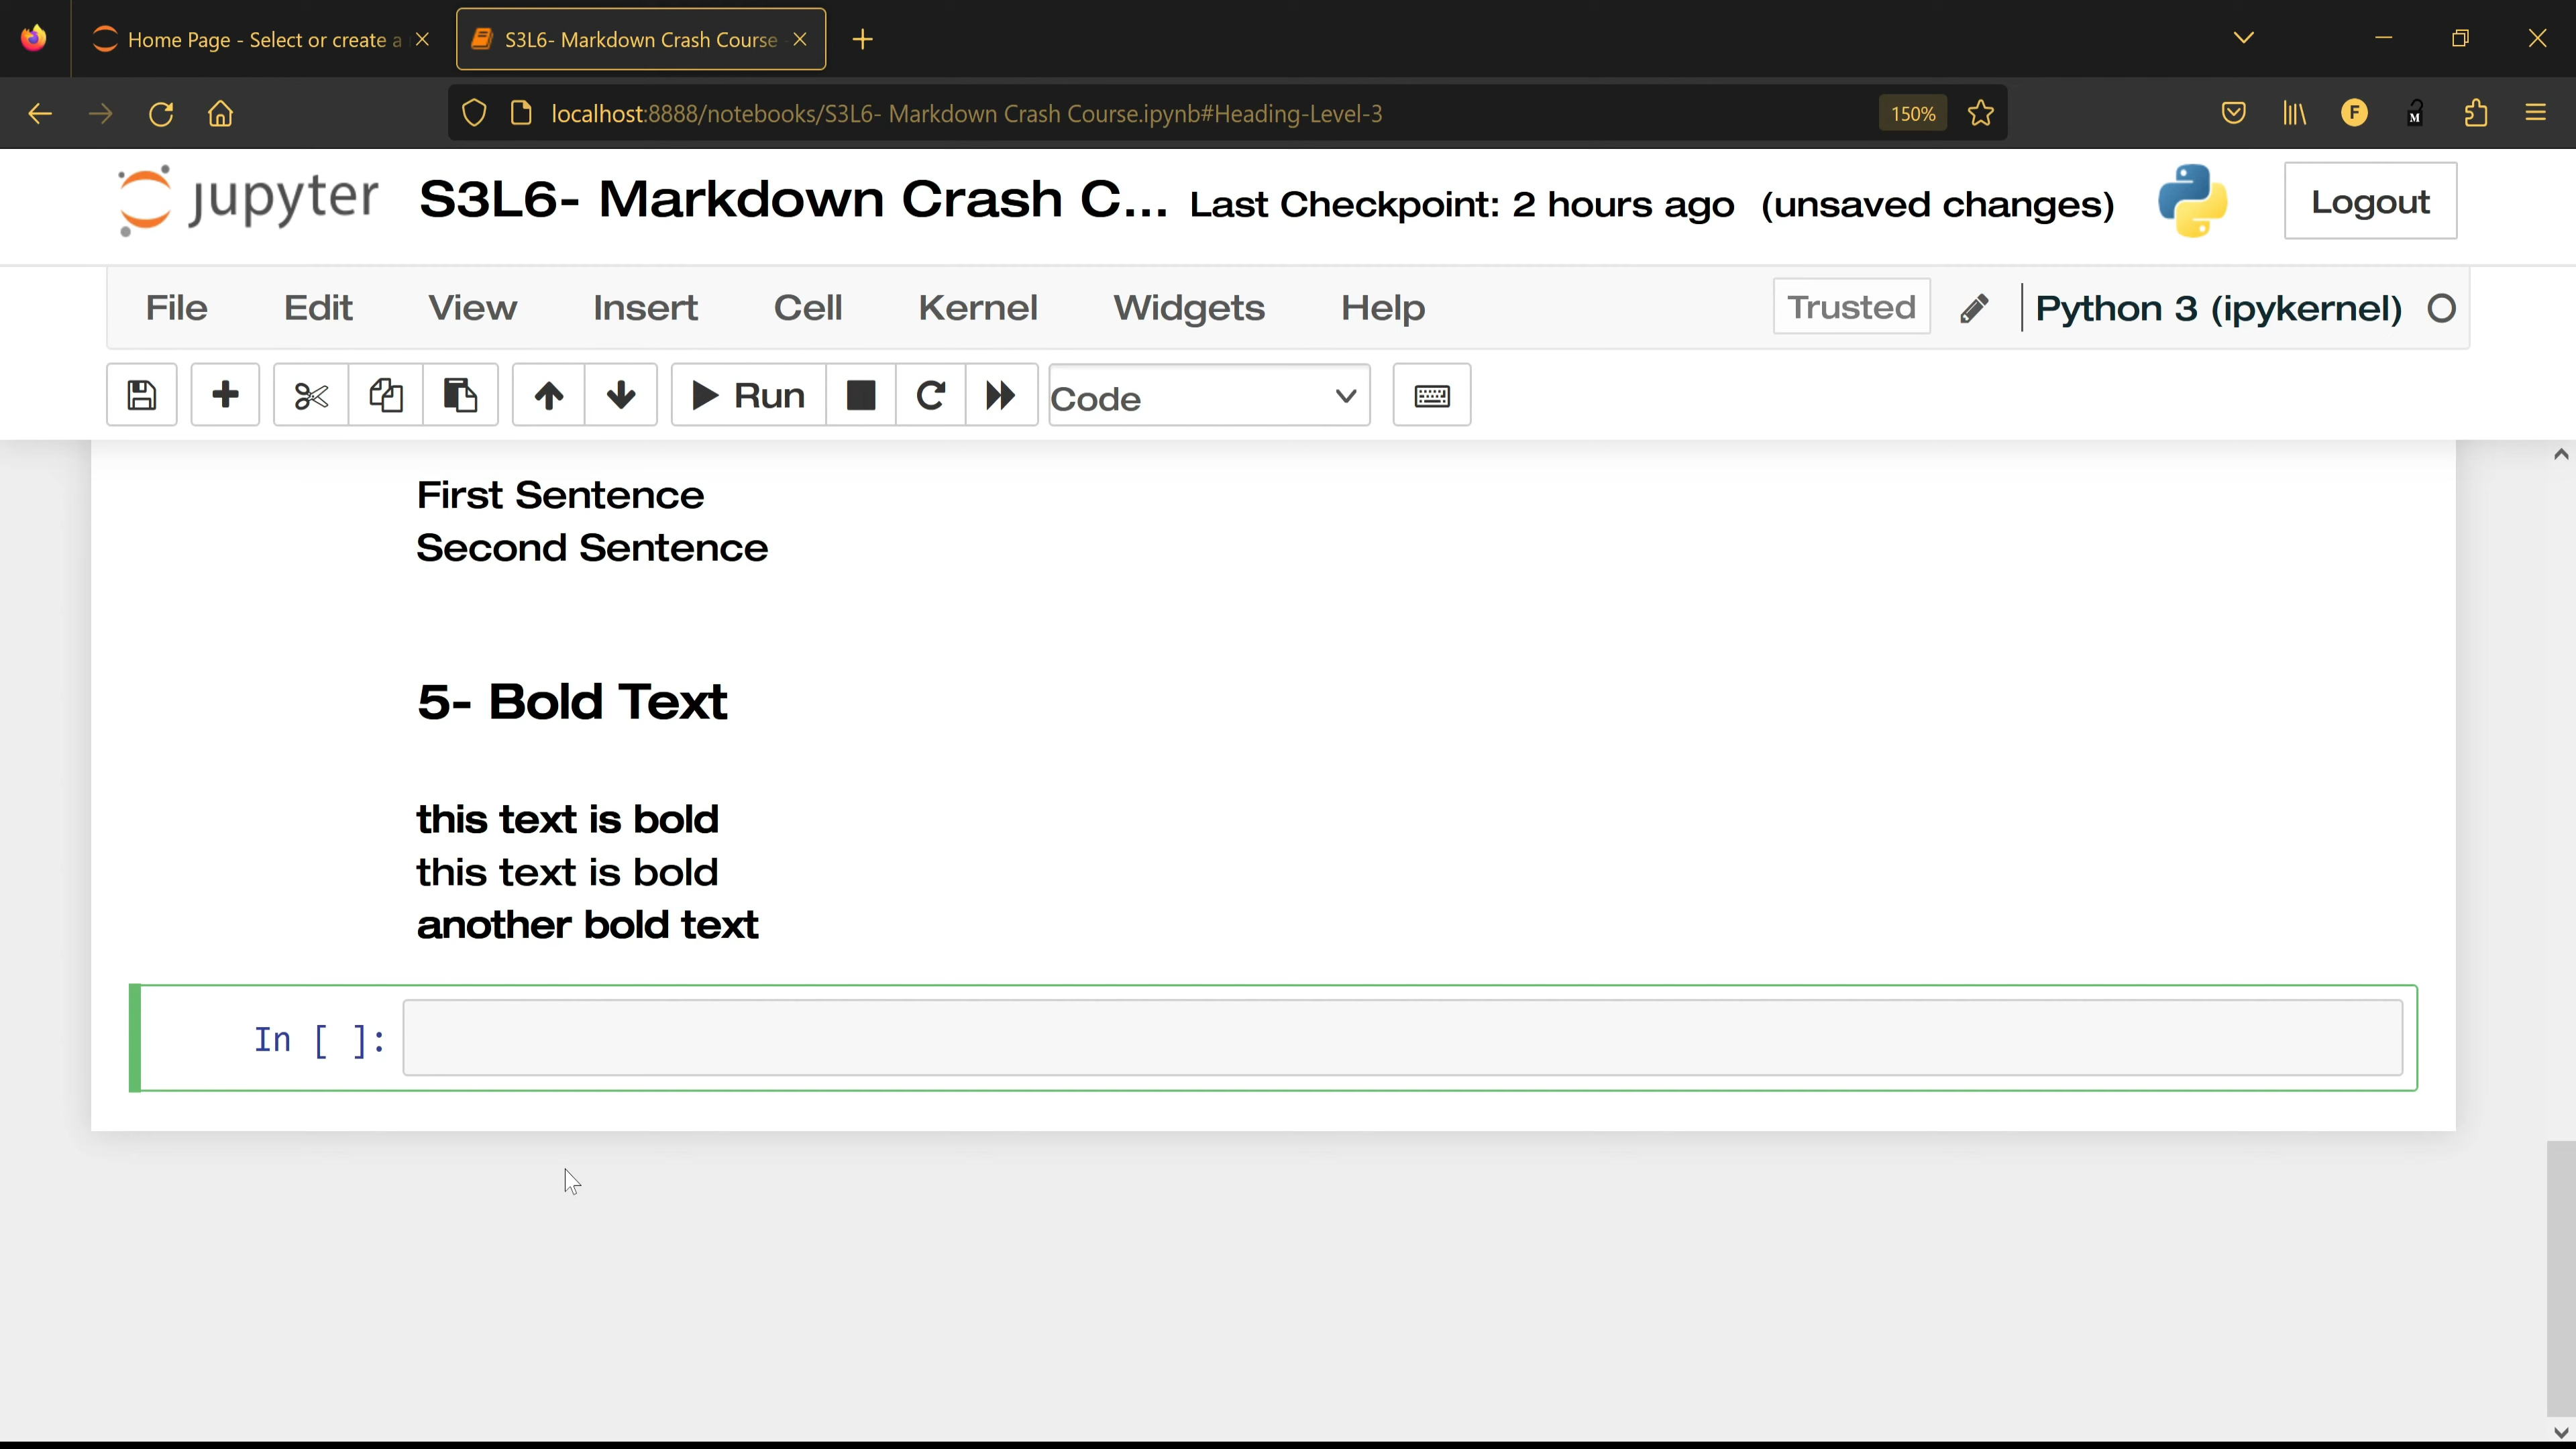 Home Page - Select or create a
S3L6- Markdown Crash Course
localhost:8888/notebooks/S3L6- Markdown Crash Course.ipynb#Heading-Level-3
150%
F
M
jupyter
S3L6- Markdown Crash C...
Last Checkpoint: 2 hours ago (unsaved changes)
Logout
File Edit View Insert Cell Kernel Widgets Help
Trusted
Python 3 (ipykernel)
Run
Code
First Sentence
Second Sentence
5- Bold Text
this text is bold
this text is bold
another bold text
In [ ]: